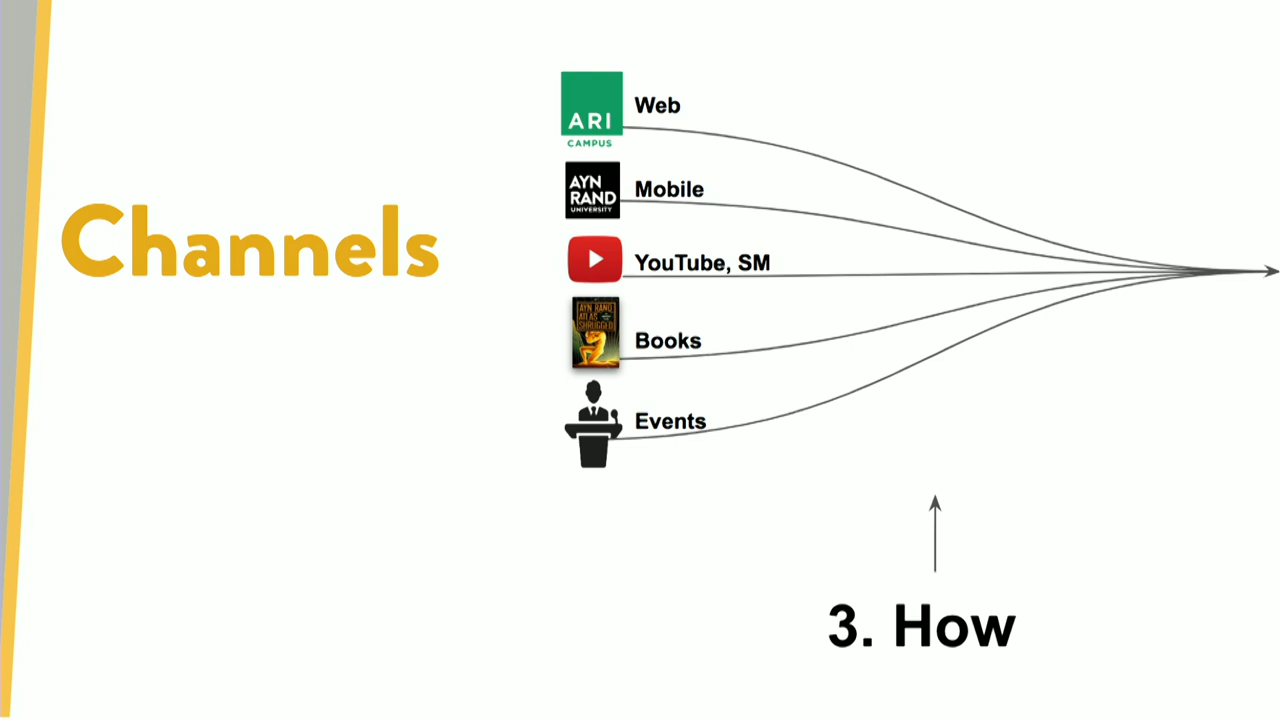 Channels
ARI
CAMPUS
Web
AYN
RAND
UNIVERSITY
Mobile
YouTube, SM
AYN RAND
ATLAS
SHRUGGED
Books
Events
3. How